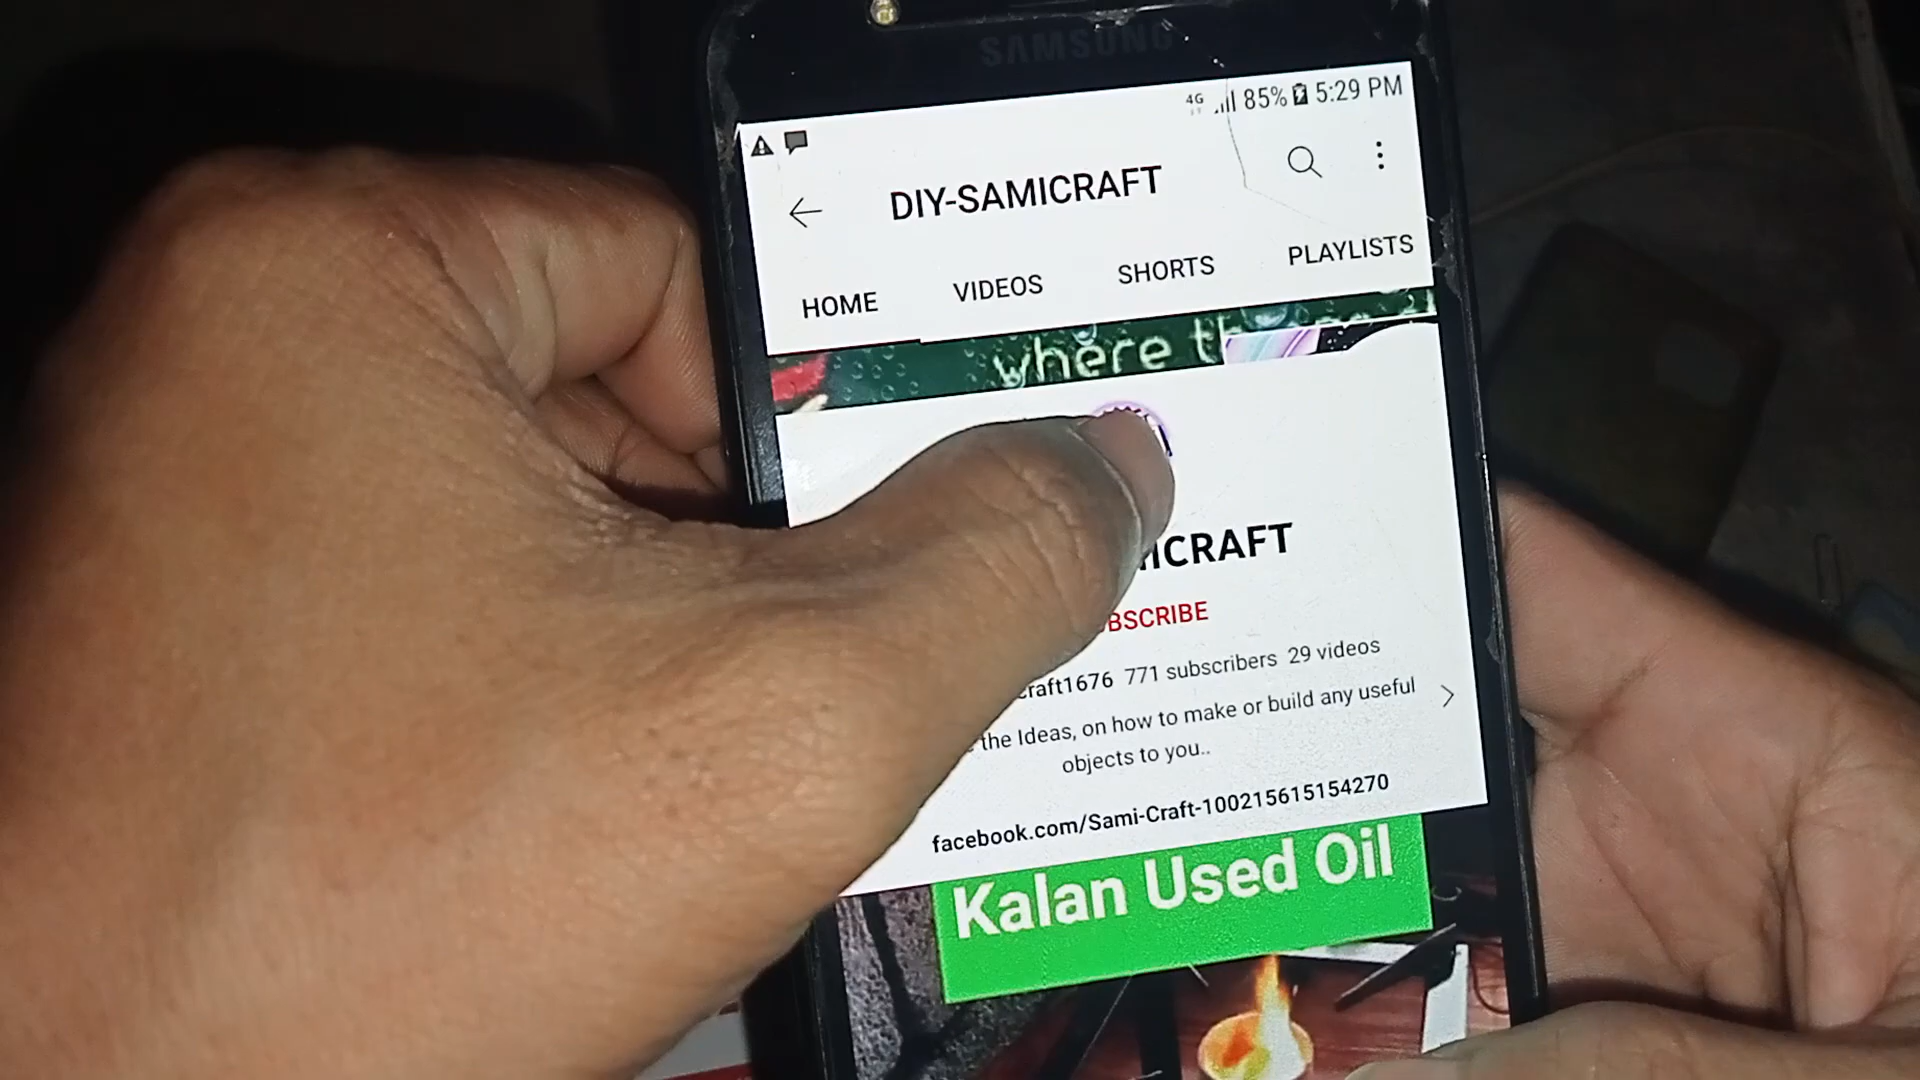 SAMSUNG
4G 85% 5:29 PM
DIY-SAMICRAFT
HOME VIDEOS SHORTS PLAYLISTS
where
ICRAFT
BSCRIBE
craft1676 771 subscribers 29 videos
the Ideas, on how to make or build any useful
objects to you..
facebook.com/Sami-Craft-100215615154270
Kalan Used Oil